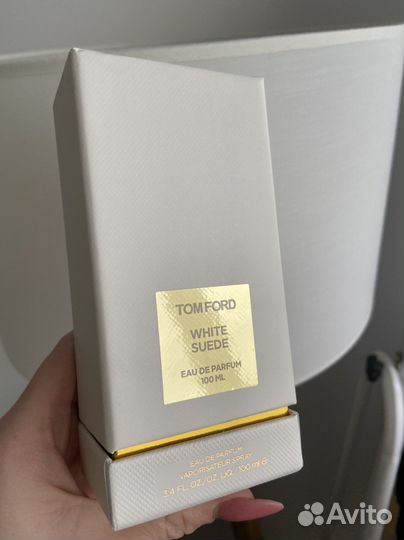 TOM FORD
WHITE
SUEDE
EAU DE PARFUM
100 ML
EAU DE PARFUM
VAPORISATEUR SPRAY
3.4 FL.OZ./OZ. LIQ./100 ml ℮
Avito